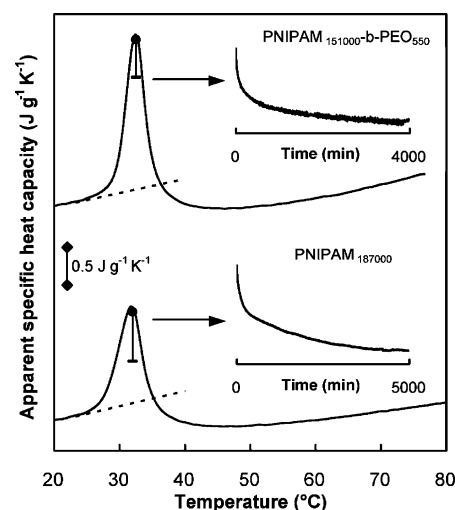 Apparent specific heat capacity (J g⁻¹ K⁻¹)
PNIPAM₁₅₁₀₀₀-b-PEO₅₅₀
0 4000
Time (min)
0.5 J g⁻¹ K⁻¹
PNIPAM₁₈₇₀₀₀
0 5000
Time (min)
20 30 40 50 60 70 80
Temperature (°C)